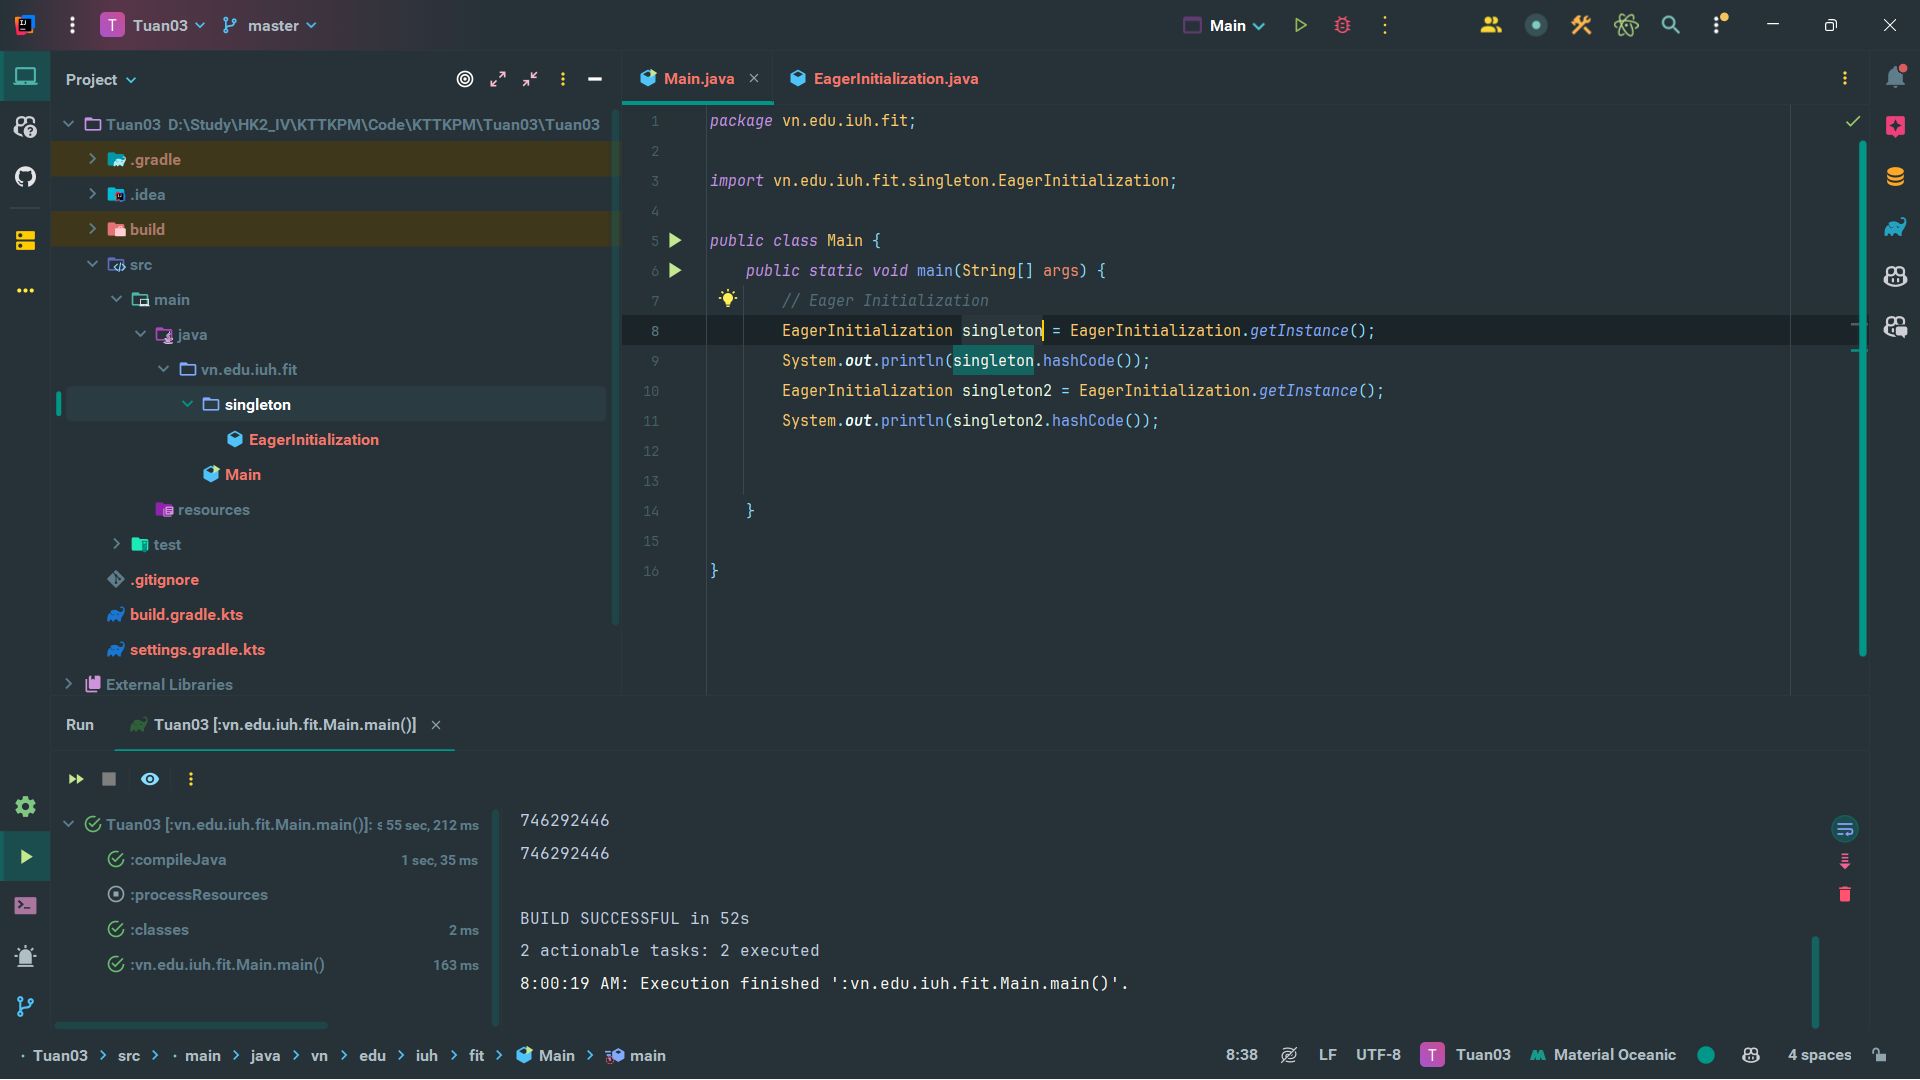 T Tuan03 master Main
Project
Main.java EagerInitialization.java
Tuan03 D:\Study\HK2_IV\KTTKPM\Code\KTTKPM\Tuan03\Tuan03
.gradle
.idea
build
src
main
java
vn.edu.iuh.fit
singleton
EagerInitialization
Main
resources
test
.gitignore
build.gradle.kts
settings.gradle.kts
External Libraries
1 package vn.edu.iuh.fit;
2
3 import vn.edu.iuh.fit.singleton.EagerInitialization;
4
5 public class Main {
6 public static void main(String[] args) {
7 // Eager Initialization
8 EagerInitialization singleton = EagerInitialization.getInstance();
9 System.out.println(singleton.hashCode());
10 EagerInitialization singleton2 = EagerInitialization.getInstance();
11 System.out.println(singleton2.hashCode());
12
13
14 }
15
16 }
Run Tuan03 [:vn.edu.iuh.fit.Main.main()]
Tuan03 [:vn.edu.iuh.fit.Main.main()]: s 55 sec, 212 ms
:compileJava 1 sec, 35 ms
:processResources
:classes 2 ms
:vn.edu.iuh.fit.Main.main() 163 ms
746292446
746292446
BUILD SUCCESSFUL in 52s
2 actionable tasks: 2 executed
8:00:19 AM: Execution finished ':vn.edu.iuh.fit.Main.main()'.
Tuan03 > src > main > java > vn > edu > iuh > fit > Main > main
8:38 LF UTF-8 T Tuan03 Material Oceanic 4 spaces